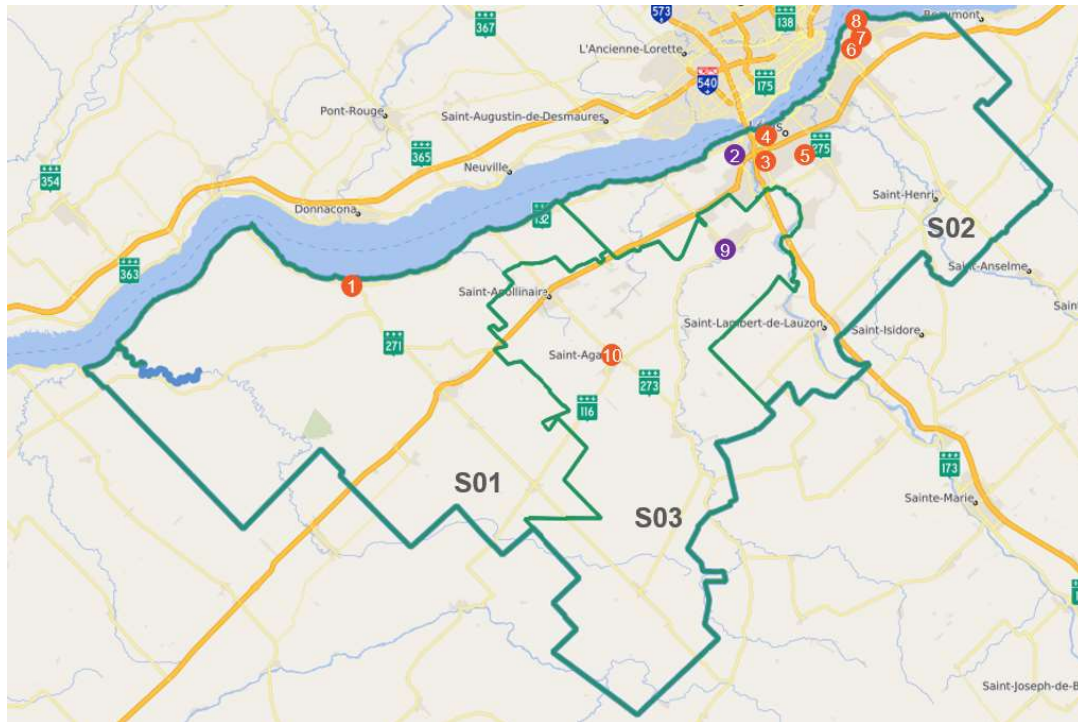 573
138
367
L'Ancienne-Lorette
Beaumont
8
7
6
540
175
Pont-Rouge
Saint-Augustin-de-Desmaures
365
4
2
3
5
275
354
Neuville
Donnacona
132
Saint-Henri
S02
363
9
1
Saint-Apollinaire
Saint-Anselme
271
Saint-Lambert-de-Lauzon
Saint-Isidore
10
273
116
S01
S03
173
Sainte-Marie